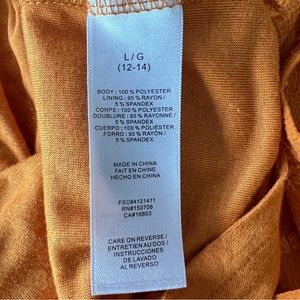 L / G
(12-14)
BODY : 100 % POLYESTER
LINING : 95 % RAYON /
5 % SPANDEX
CORPS : 100% POLYESTER
DOUBLURE : 95 % RAYONNE /
5 % SPANDEX
CUERPO : 100% POLIÉSTER
FORRO : 95 % RAYON /
5 % SPANDEX
MADE IN CHINA
FAIT EN CHINE
HECHO EN CHINA
FSC#4121411
RN#150708
CA#16803
CARE ON REVERSE /
ENTRETIEN AU DOS /
INSTRUCCIONES
DE LAVADO
AL REVERSO